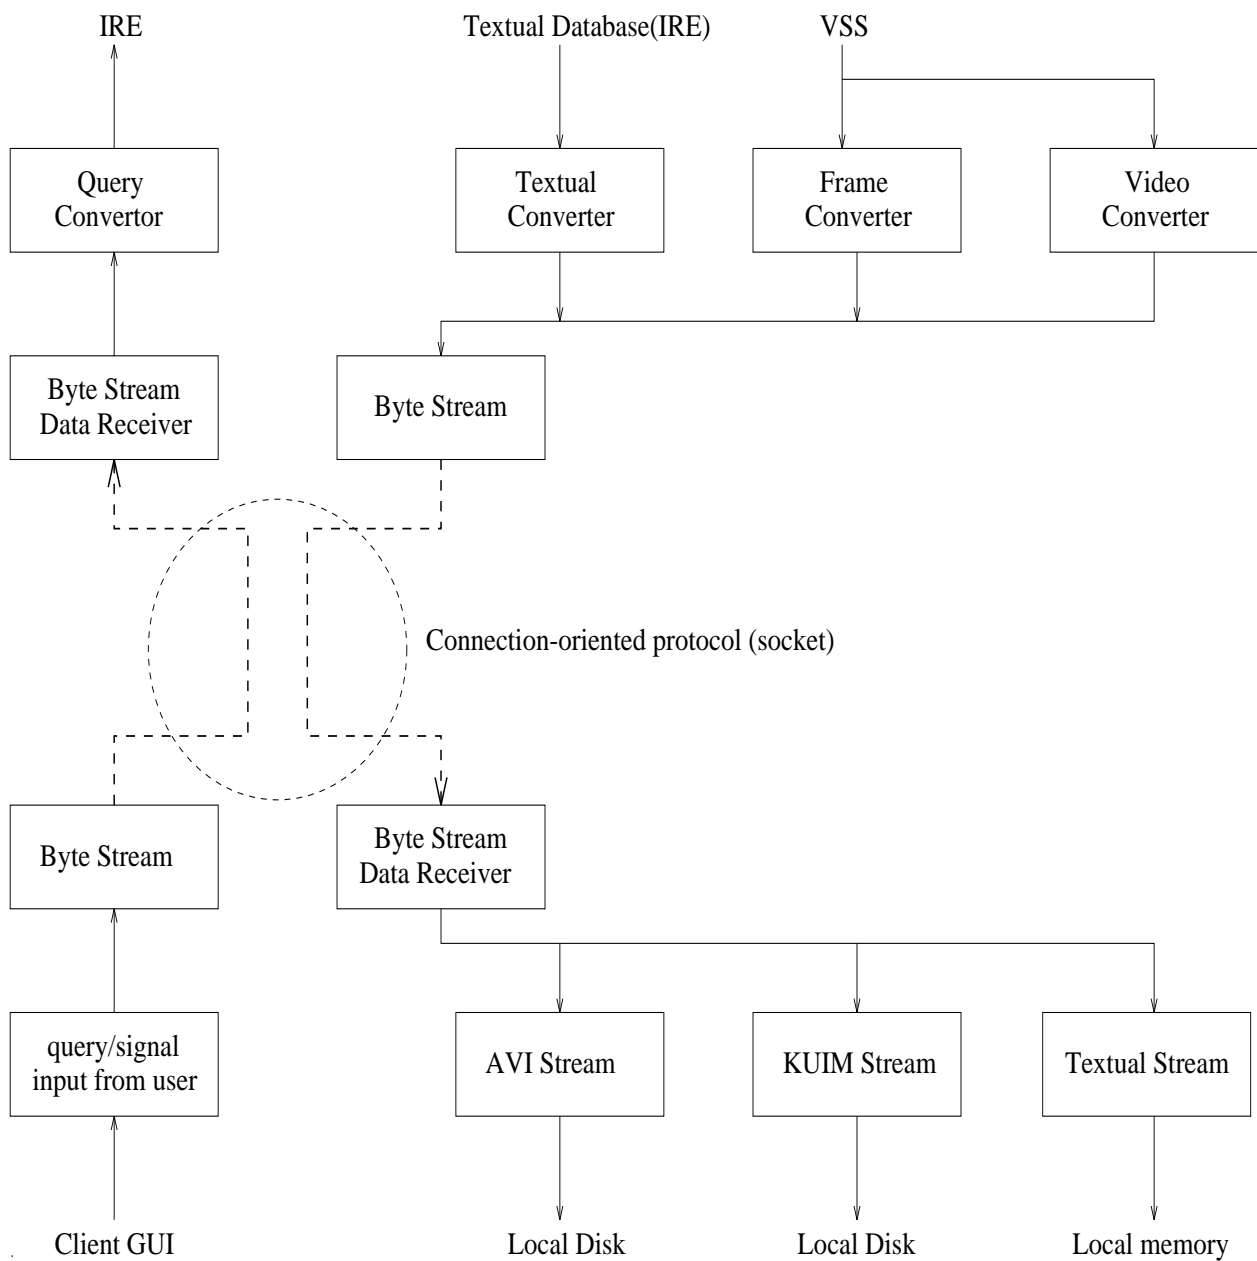 IRE
Textual Database(IRE)
VSS
Query
Convertor
Textual
Converter
Frame
Converter
Video
Converter
Byte Stream
Data Receiver
Byte Stream
Connection-oriented protocol (socket)
Byte Stream
Byte Stream
Data Receiver
query/signal
input from user
AVI Stream
KUIM Stream
Textual Stream
Client GUI
Local Disk
Local Disk
Local memory